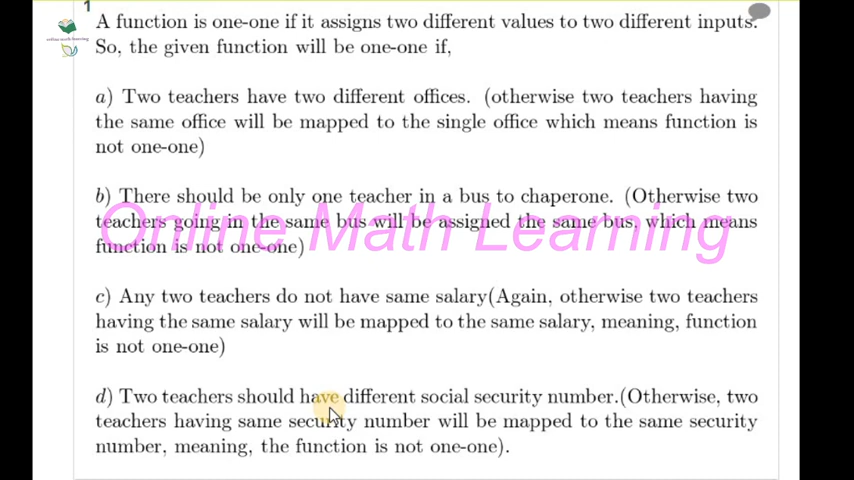 1
A function is one-one if it assigns two different values to two different inputs.
So, the given function will be one-one if,
a) Two teachers have two different offices. (otherwise two teachers having
the same office will be mapped to the single office which means function is
not one-one)
b) There should be only one teacher in a bus to chaperone. (Otherwise two
teachers going in the same bus will be assigned the same bus, which means
function is not one-one)
Online Math Learning
c) Any two teachers do not have same salary(Again, otherwise two teachers
having the same salary will be mapped to the same salary, meaning, function
is not one-one)
d) Two teachers should have different social security number.(Otherwise, two
teachers having same security number will be mapped to the same security
number, meaning, the function is not one-one).
online math learning